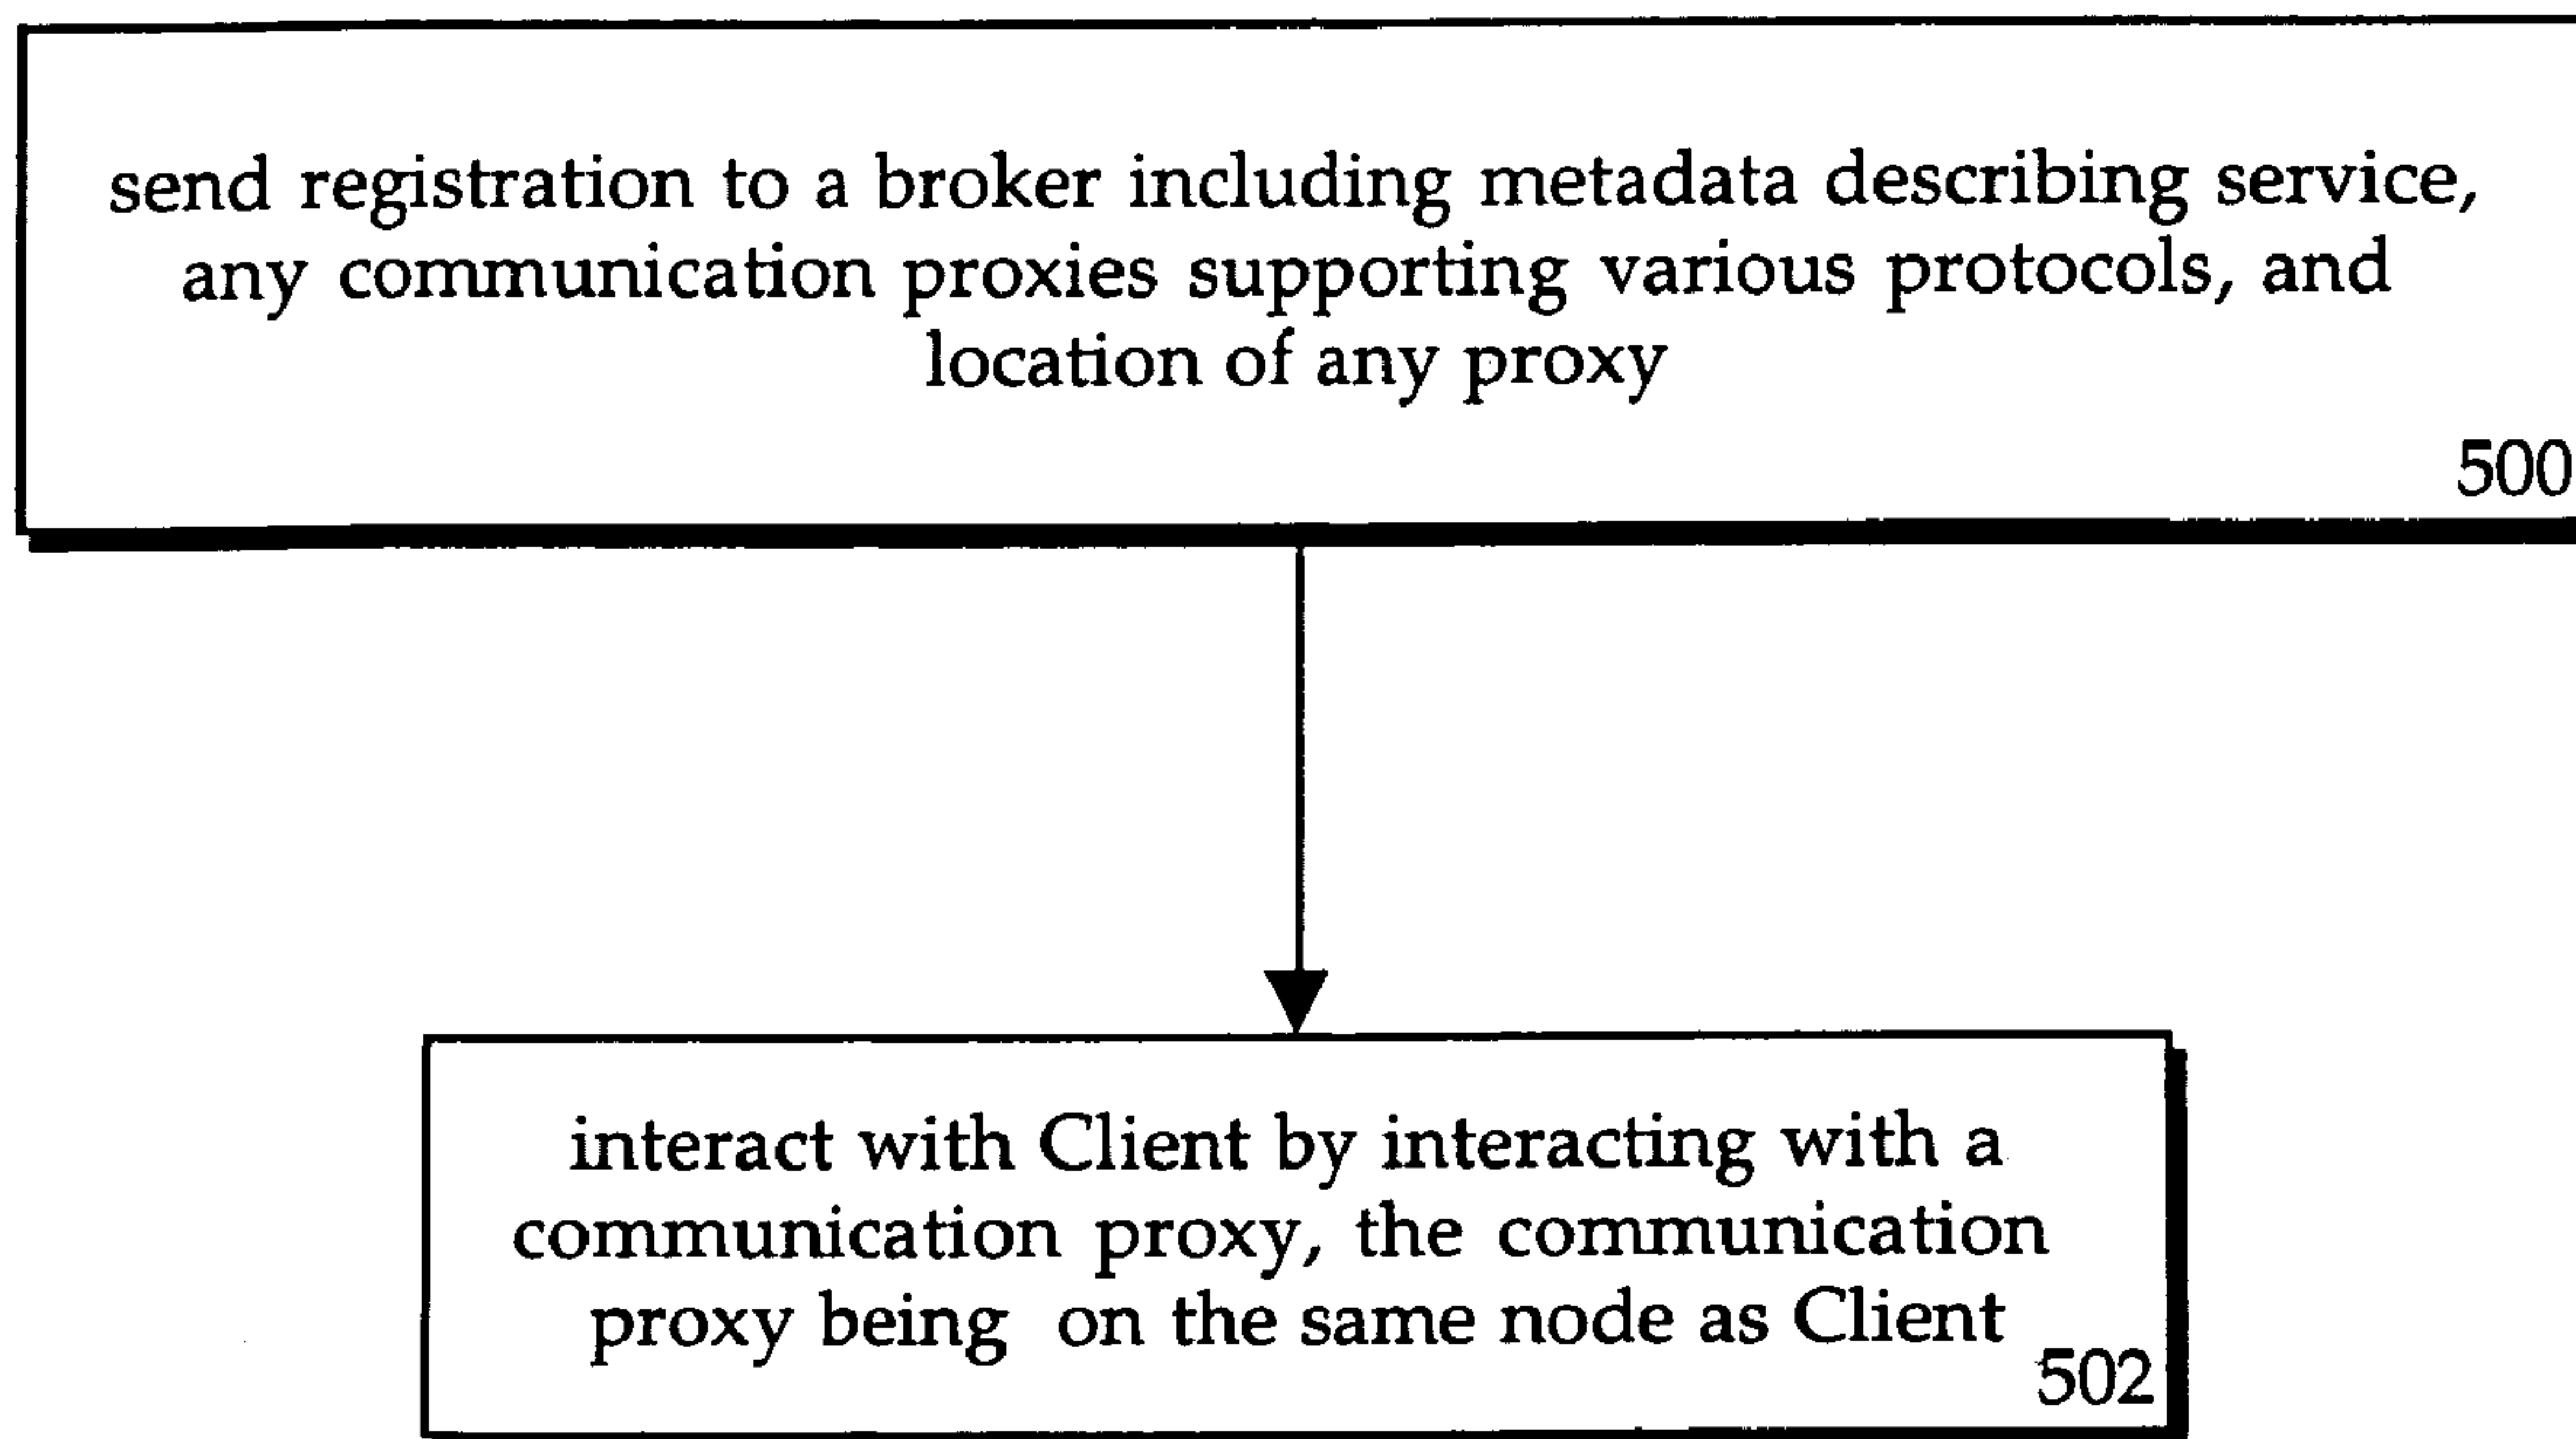 send registration to a broker including metadata describing service,
any communication proxies supporting various protocols, and
location of any proxy
500
interact with Client by interacting with a
communication proxy, the communication
proxy being on the same node as Client
502